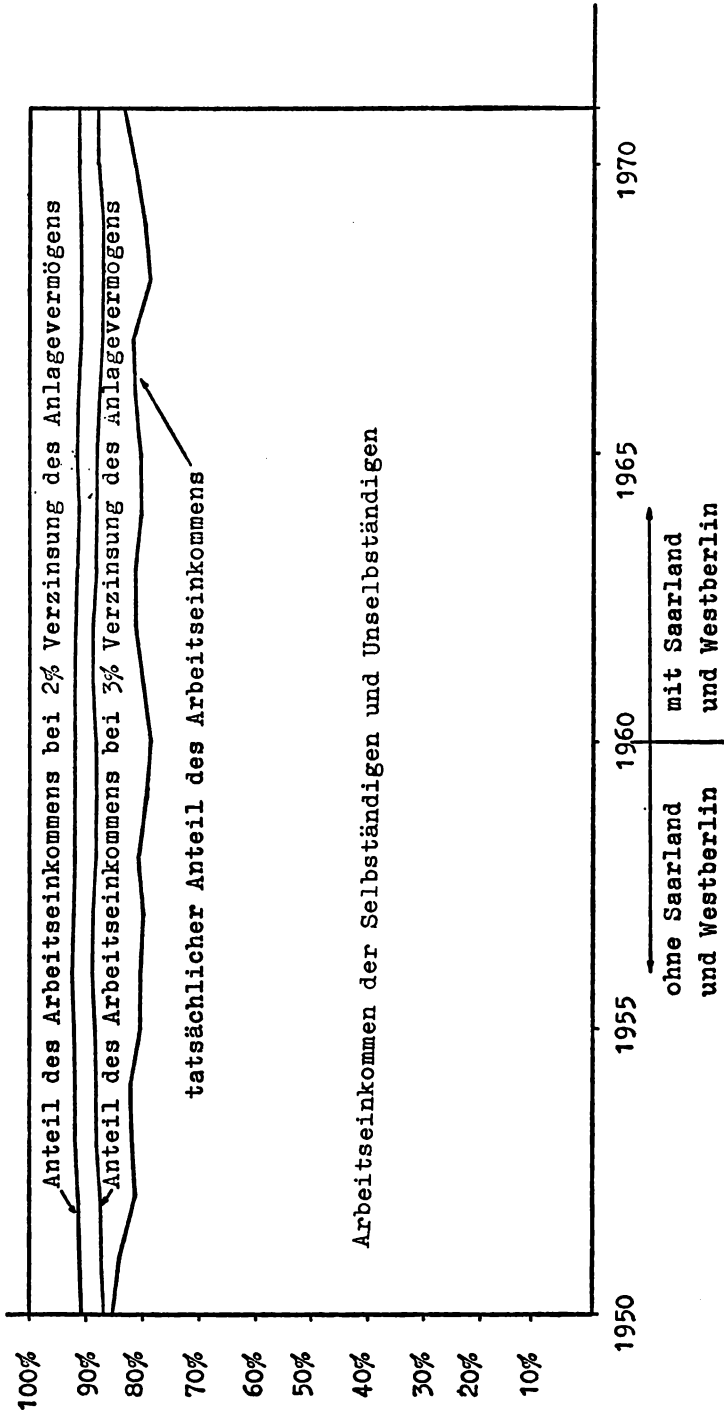 100%
90%
80%
70%
60%
50%
40%
30%
20%
10%
Anteil des Arbeitseinkommens bei 2% Verzinsung des Anlagevermögens
Anteil des Arbeitseinkommens bei 3% Verzinsung des Anlagevermögens
tatsächlicher Anteil des Arbeitseinkommens
Arbeitseinkommen der Selbständigen und Unselbständigen
1950
1955
1960
1965
1970
ohne Saarland
und Westberlin
mit Saarland
und Westberlin